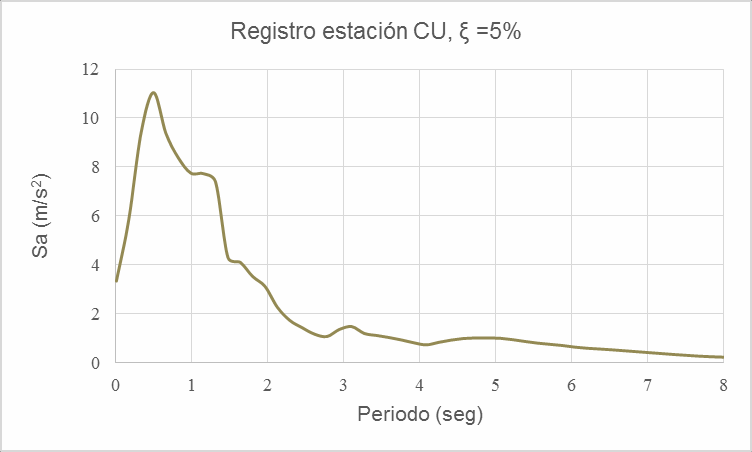 Registro estación CU, ξ =5%
12
10
8
6
4
2
0
Sa (m/s²)
0 1 2 3 4 5 6 7 8
Periodo (seg)